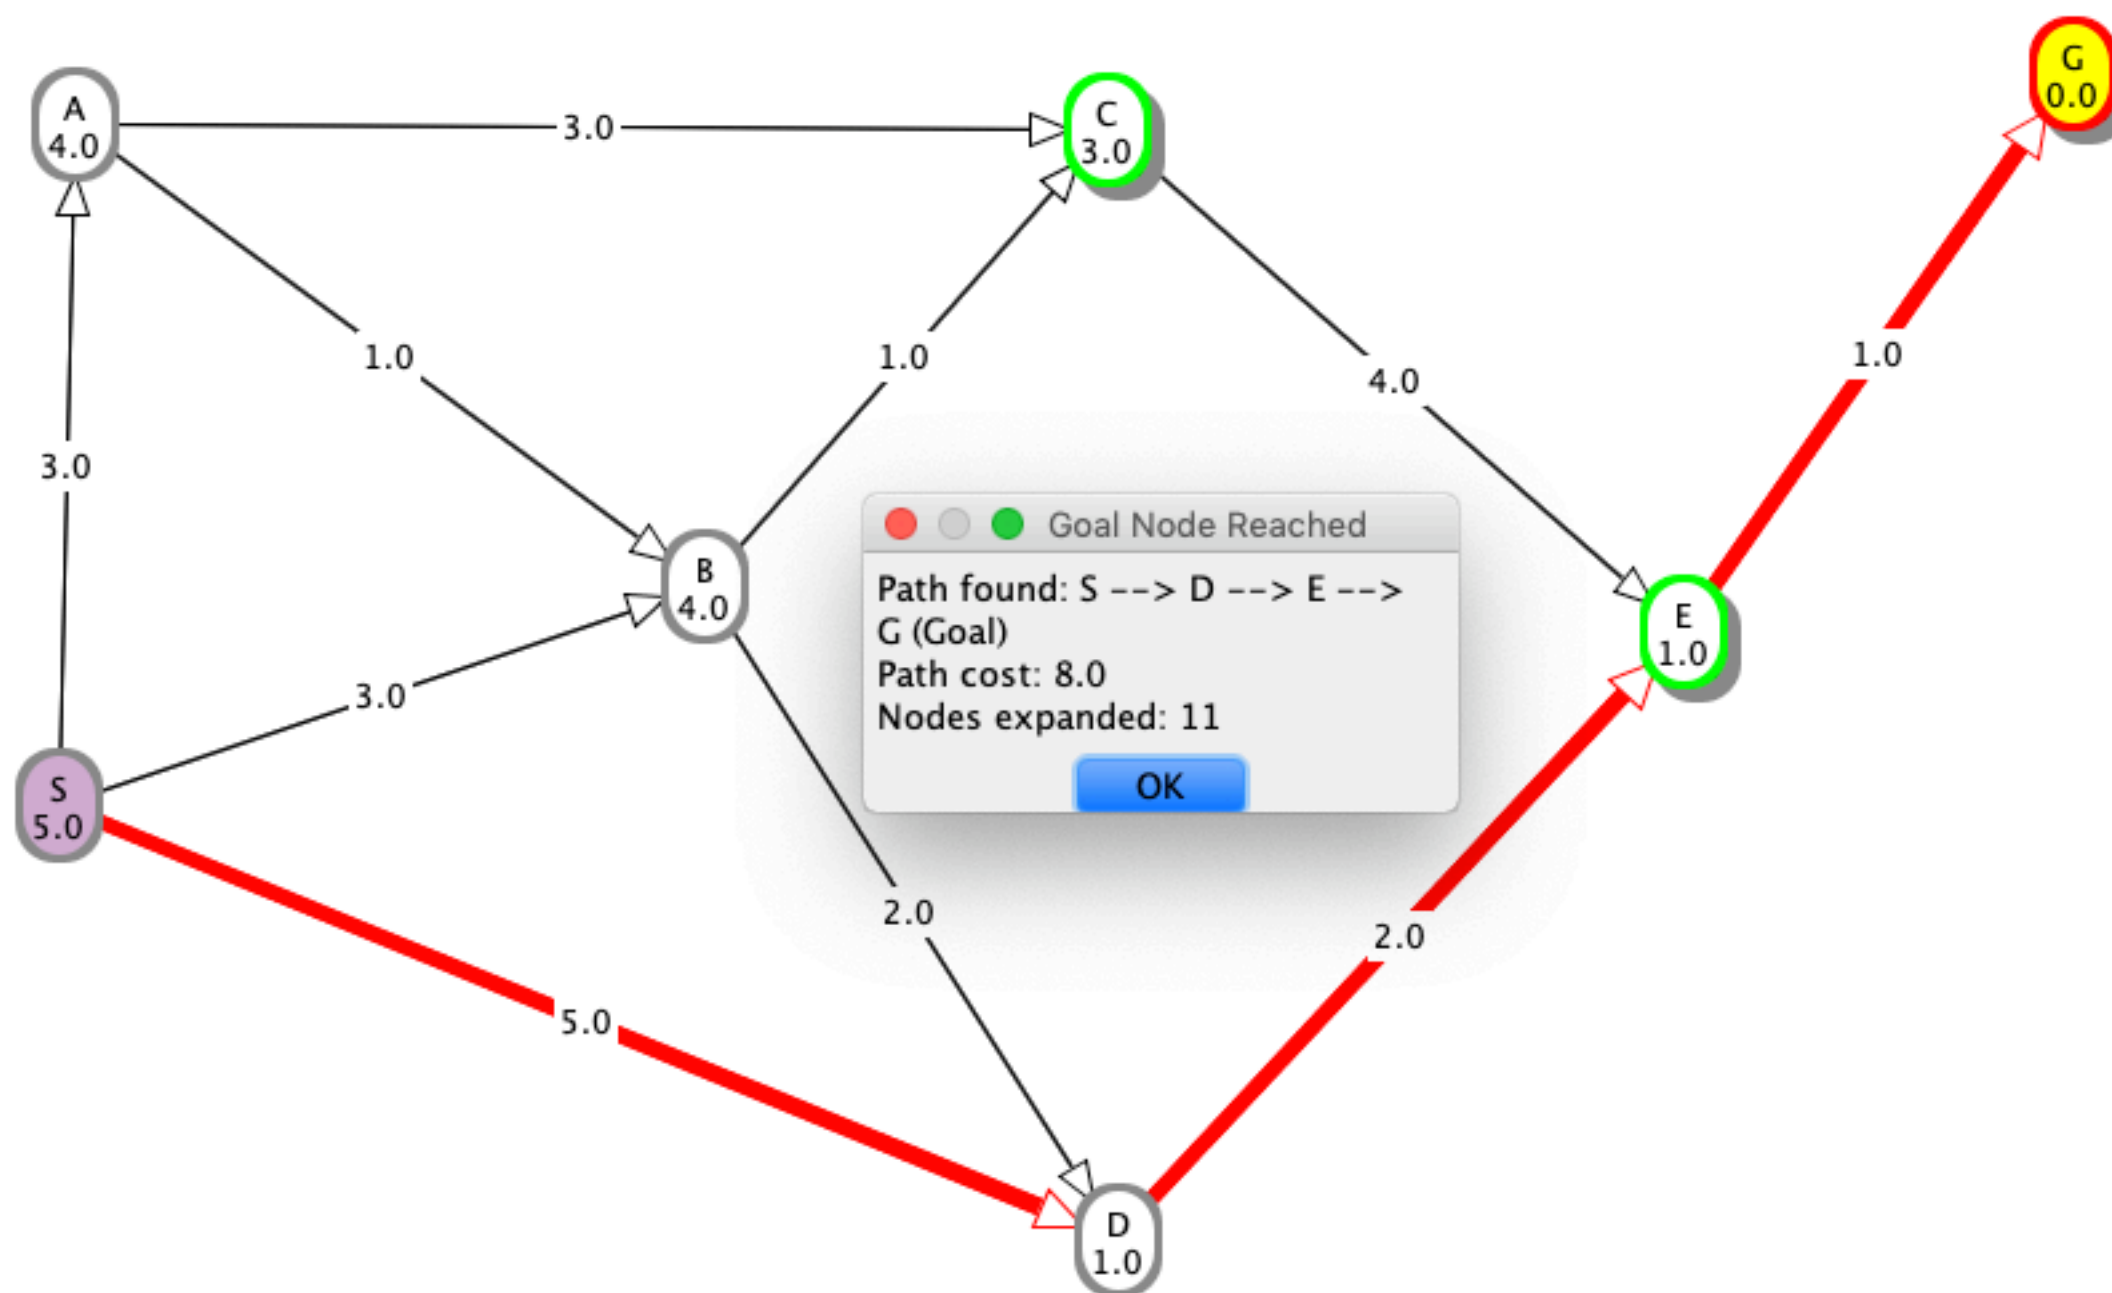 G
0.0
A
4.0
C
3.0
3.0
1.0
1.0
1.0
4.0
3.0
Goal Node Reached
B
4.0
Path found: S --> D --> E -->
G (Goal)
E
1.0
Path cost: 8.0
3.0
Nodes expanded: 11
S
5.0
OK
2.0
2.0
5.0
D
1.0